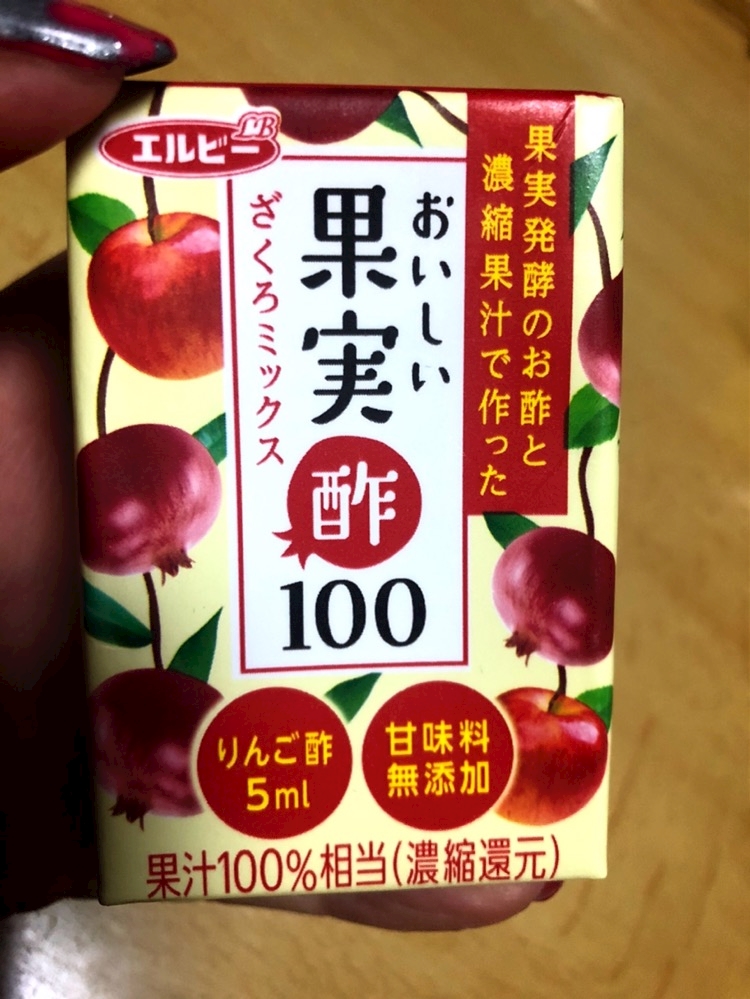 エルビー
LB
果実発酵のお酢と
濃縮果汁で作った
おいしい
果実
酢
100
ざくろミックス
りんご酢
5ml
甘味料
無添加
果汁100%相当(濃縮還元)